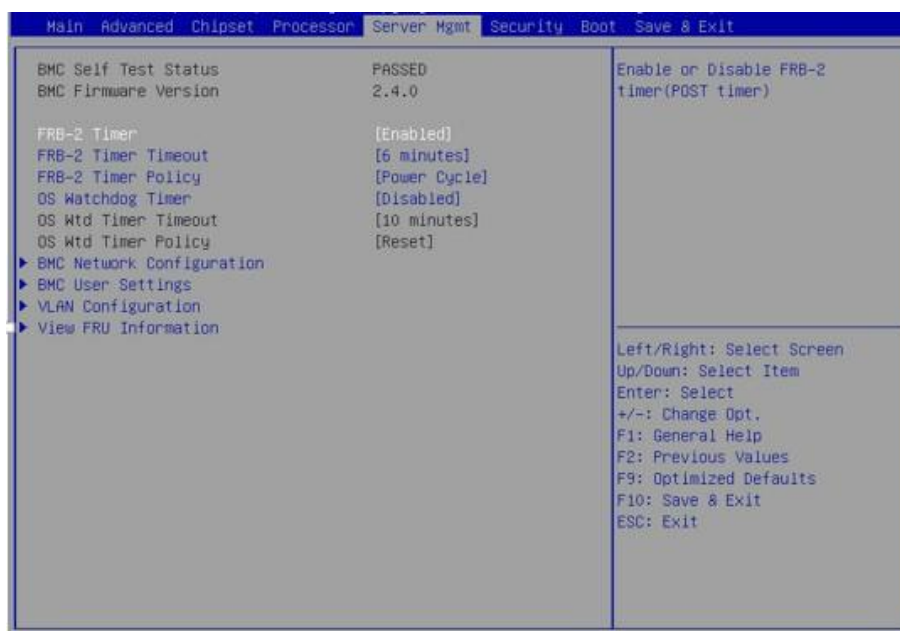 Main Advanced Chipset Processor Server Mgmt Security Boot Save & Exit
BMC Self Test Status PASSED
BMC Firmware Version 2.4.0
FRB-2 Timer [Enabled]
FRB-2 Timer Timeout [6 minutes]
FRB-2 Timer Policy [Power Cycle]
OS Watchdog Timer [Disabled]
OS Wtd Timer Timeout [10 minutes]
OS Wtd Timer Policy [Reset]
BMC Network Configuration
BMC User Settings
VLAN Configuration
View FRU Information
Enable or Disable FRB-2
timer(POST timer)
Left/Right: Select Screen
Up/Down: Select Item
Enter: Select
+/-: Change Opt.
F1: General Help
F2: Previous Values
F9: Optimized Defaults
F10: Save & Exit
ESC: Exit